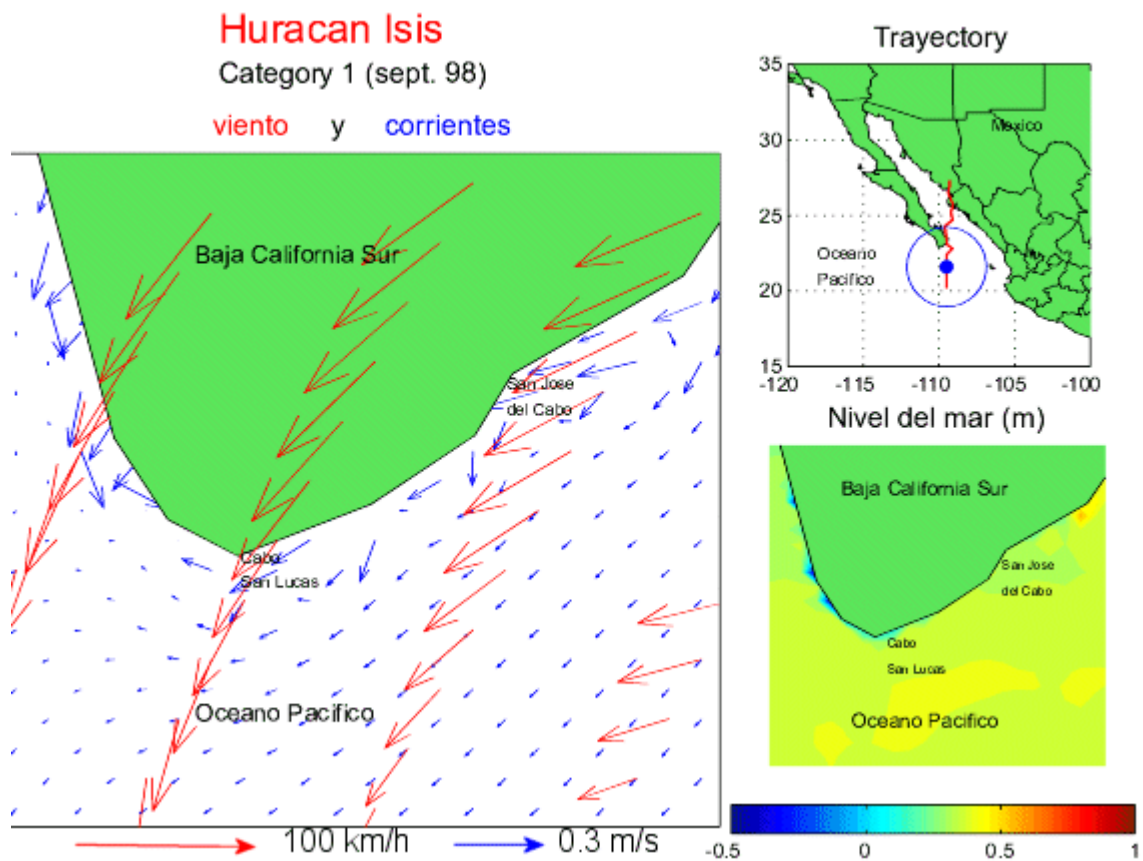 Huracan Isis
Category 1 (sept. 98)
viento y corrientes
Baja California Sur
San Jose
del Cabo
Cabo
San Lucas
Oceano Pacifico
100 km/h
0.3 m/s
Trayectory
35
30
25
20
15
Mexico
Oceano
Pacifico
-120 -115 -110 -105 -100
Nivel del mar (m)
Baja California Sur
San Jose
del Cabo
Cabo
San Lucas
Oceano Pacifico
-0.5 0 0.5 1